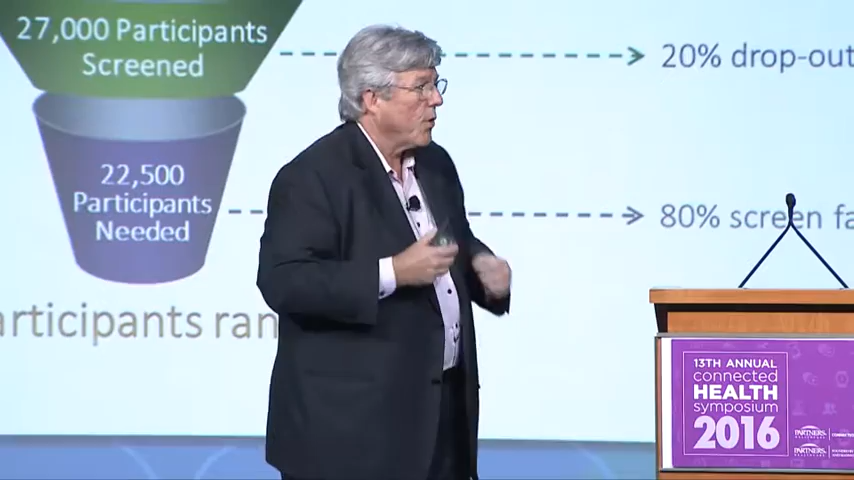 27,000 Participants
Screened
20% drop-out
22,500
Participants
Needed
80% screen fa
articipants ran
13TH ANNUAL
connected
HEALTH
symposium
2016
PARTNERS
PARTNERS